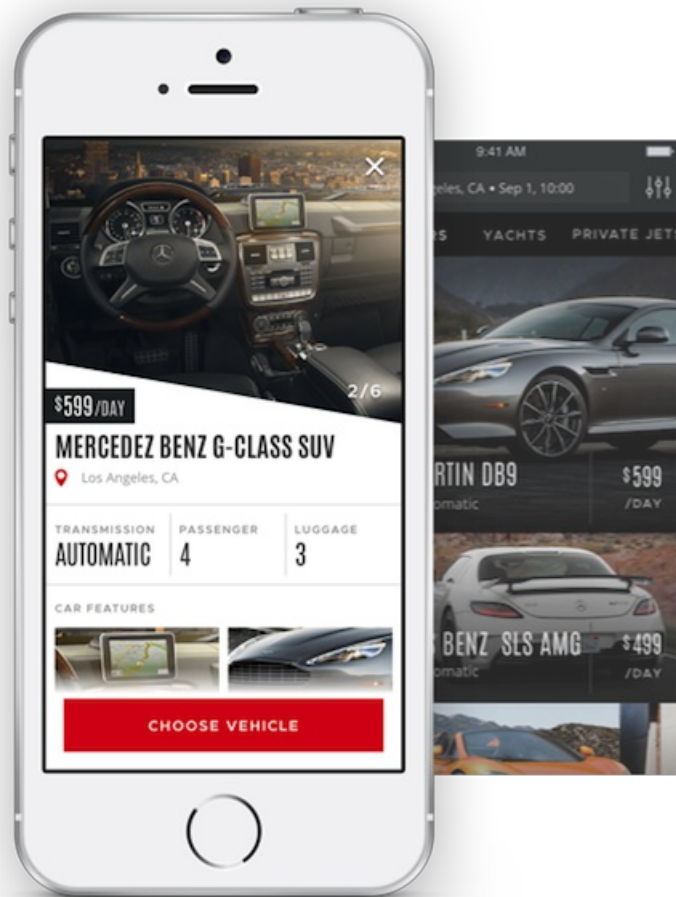 2/6
$599/DAY
MERCEDEZ BENZ G-CLASS SUV
Los Angeles, CA
TRANSMISSION PASSENGER LUGGAGE
AUTOMATIC 4 3
CAR FEATURES
CHOOSE VEHICLE
9:41 AM
geles, CA • Sep 1, 10:00
RS YACHTS PRIVATE JETS
RTIN DB9 $599
omatic /DAY
BENZ SLS AMG $499
omatic /DAY